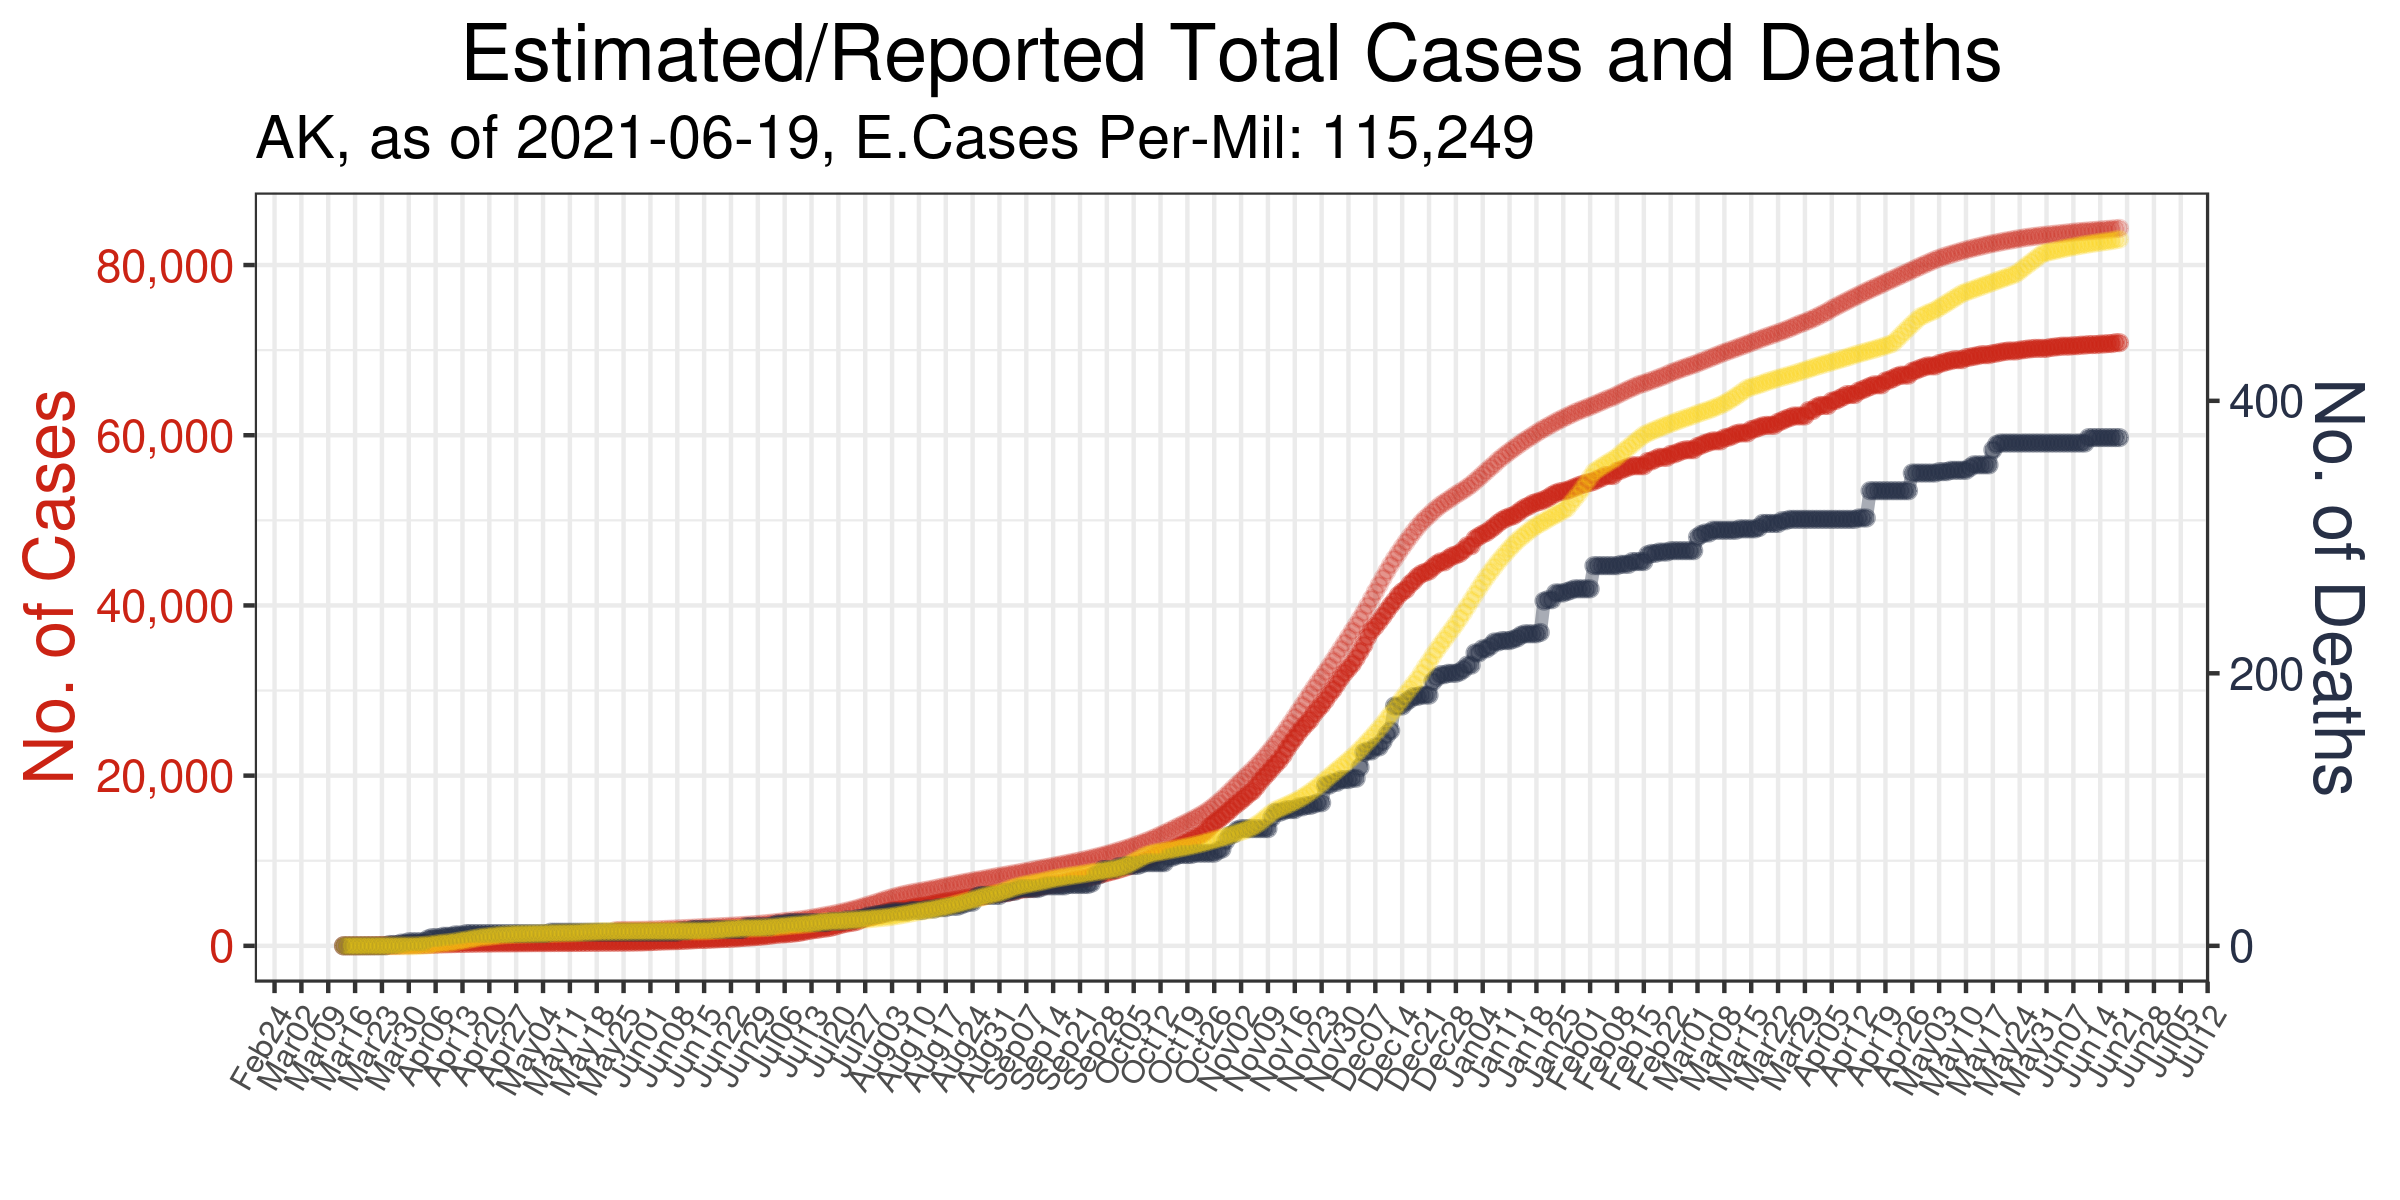 Estimated/Reported Total Cases and Deaths
AK, as of 2021-06-19, E.Cases Per-Mil: 115,249
No. of Cases
80,000
60,000
40,000
20,000
0
400
200
0
No. of Deaths
Feb24
Mar02
Mar09
Mar16
Mar23
Mar30
Apr06
Apr13
Apr20
Apr27
May04
May11
May18
May25
Jun01
Jun08
Jun15
Jun22
Jun29
Jul06
Jul13
Jul20
Jul27
Aug03
Aug10
Aug17
Aug24
Aug31
Sep07
Sep14
Sep21
Sep28
Oct05
Oct12
Oct19
Oct26
Nov02
Nov09
Nov16
Nov23
Nov30
Dec07
Dec14
Dec21
Dec28
Jan04
Jan11
Jan18
Jan25
Feb01
Feb08
Feb15
Feb22
Mar01
Mar08
Mar15
Mar22
Mar29
Apr05
Apr12
Apr19
Apr26
May03
May10
May17
May24
May31
Jun07
Jun14
Jun21
Jun28
Jul05
Jul12